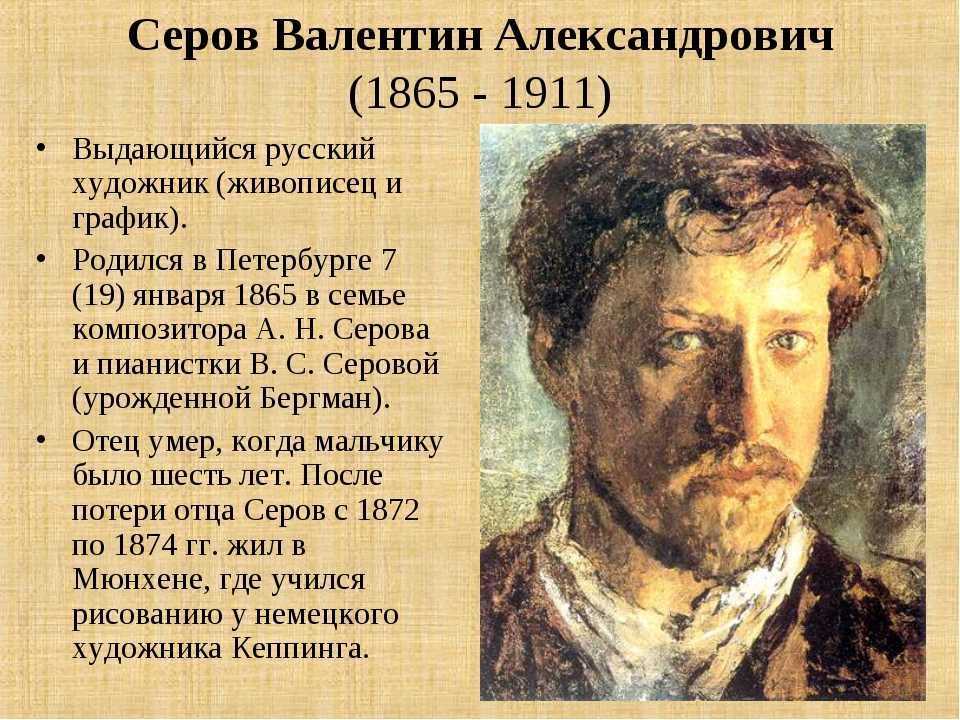 Серов Валентин Александрович
(1865 - 1911)
• Выдающийся русский
художник (живописец и
график).
• Родился в Петербурге 7
(19) января 1865 в семье
композитора А. Н. Серова
и пианистки В. С. Серовой
(урожденной Бергман).
• Отец умер, когда мальчику
было шесть лет. После
потери отца Серов с 1872
по 1874 гг. жил в
Мюнхене, где учился
рисованию у немецкого
художника Кеппинга.